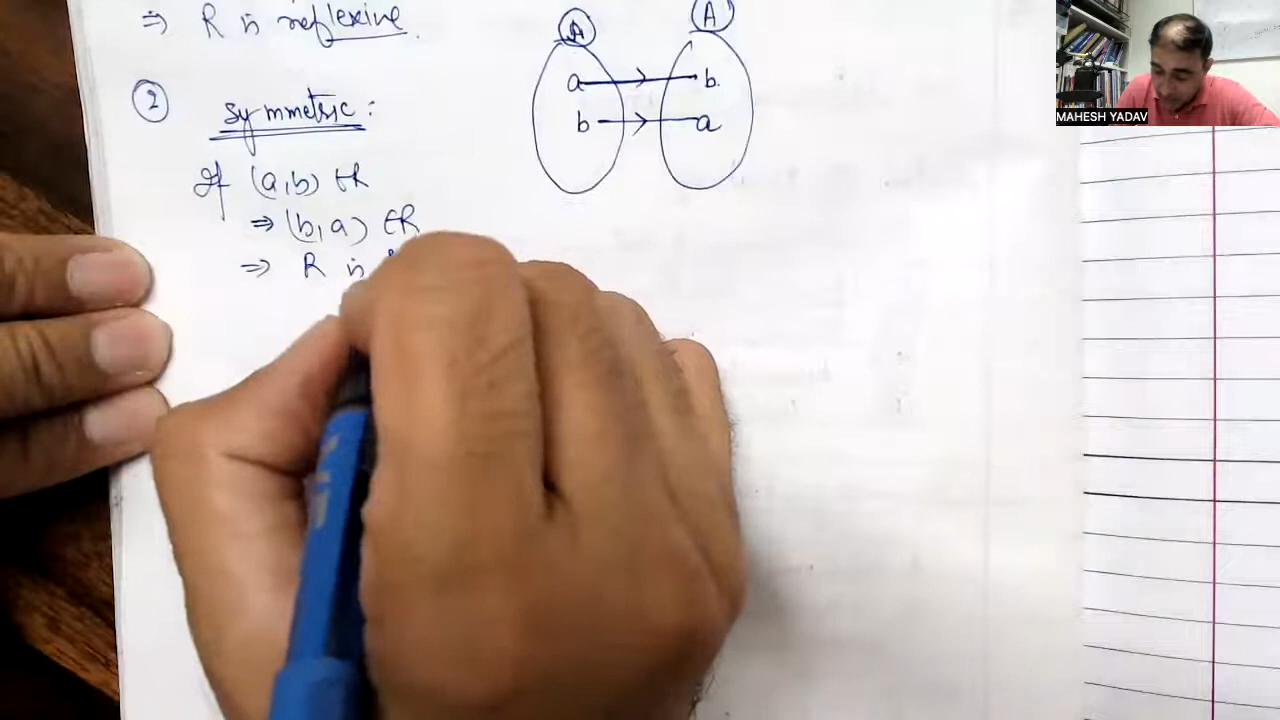 ⇒ R is reflexive.
② Symmetric:
If (a,b) ∈R
⇒ (b,a) ∈R
⇒ R is
A A
a b.
b a
MAHESH YADAV